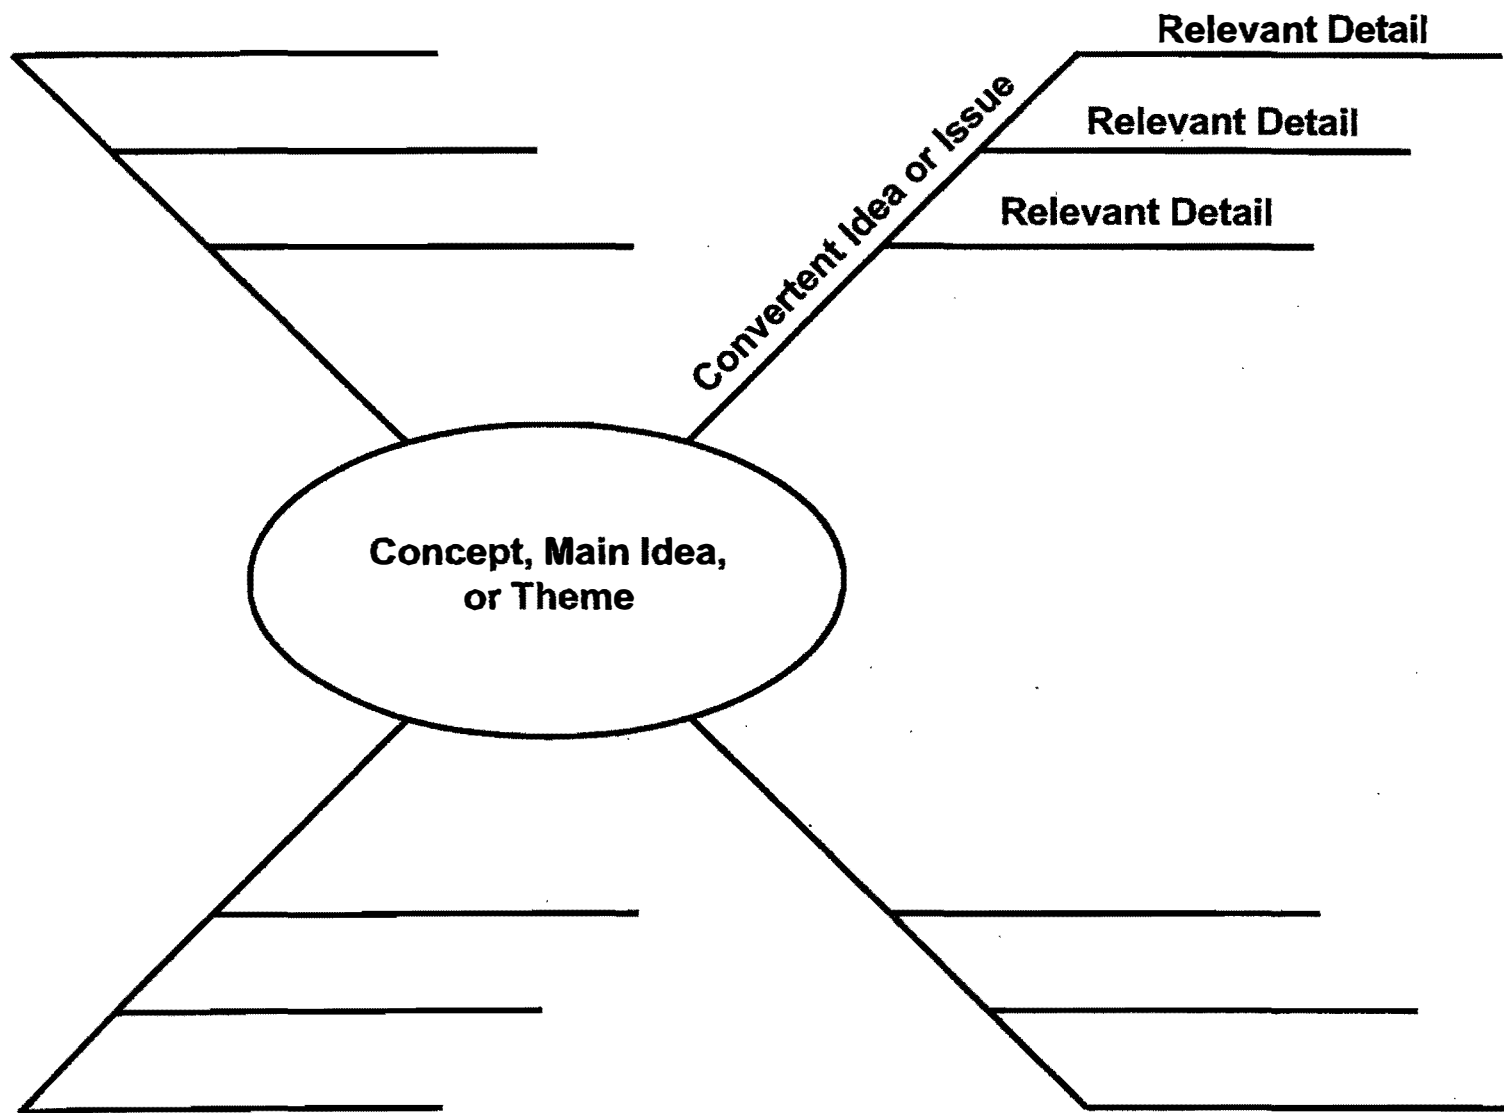 Relevant Detail
Relevant Detail
Relevant Detail
Convertent Idea or Issue
Concept, Main Idea,
or Theme